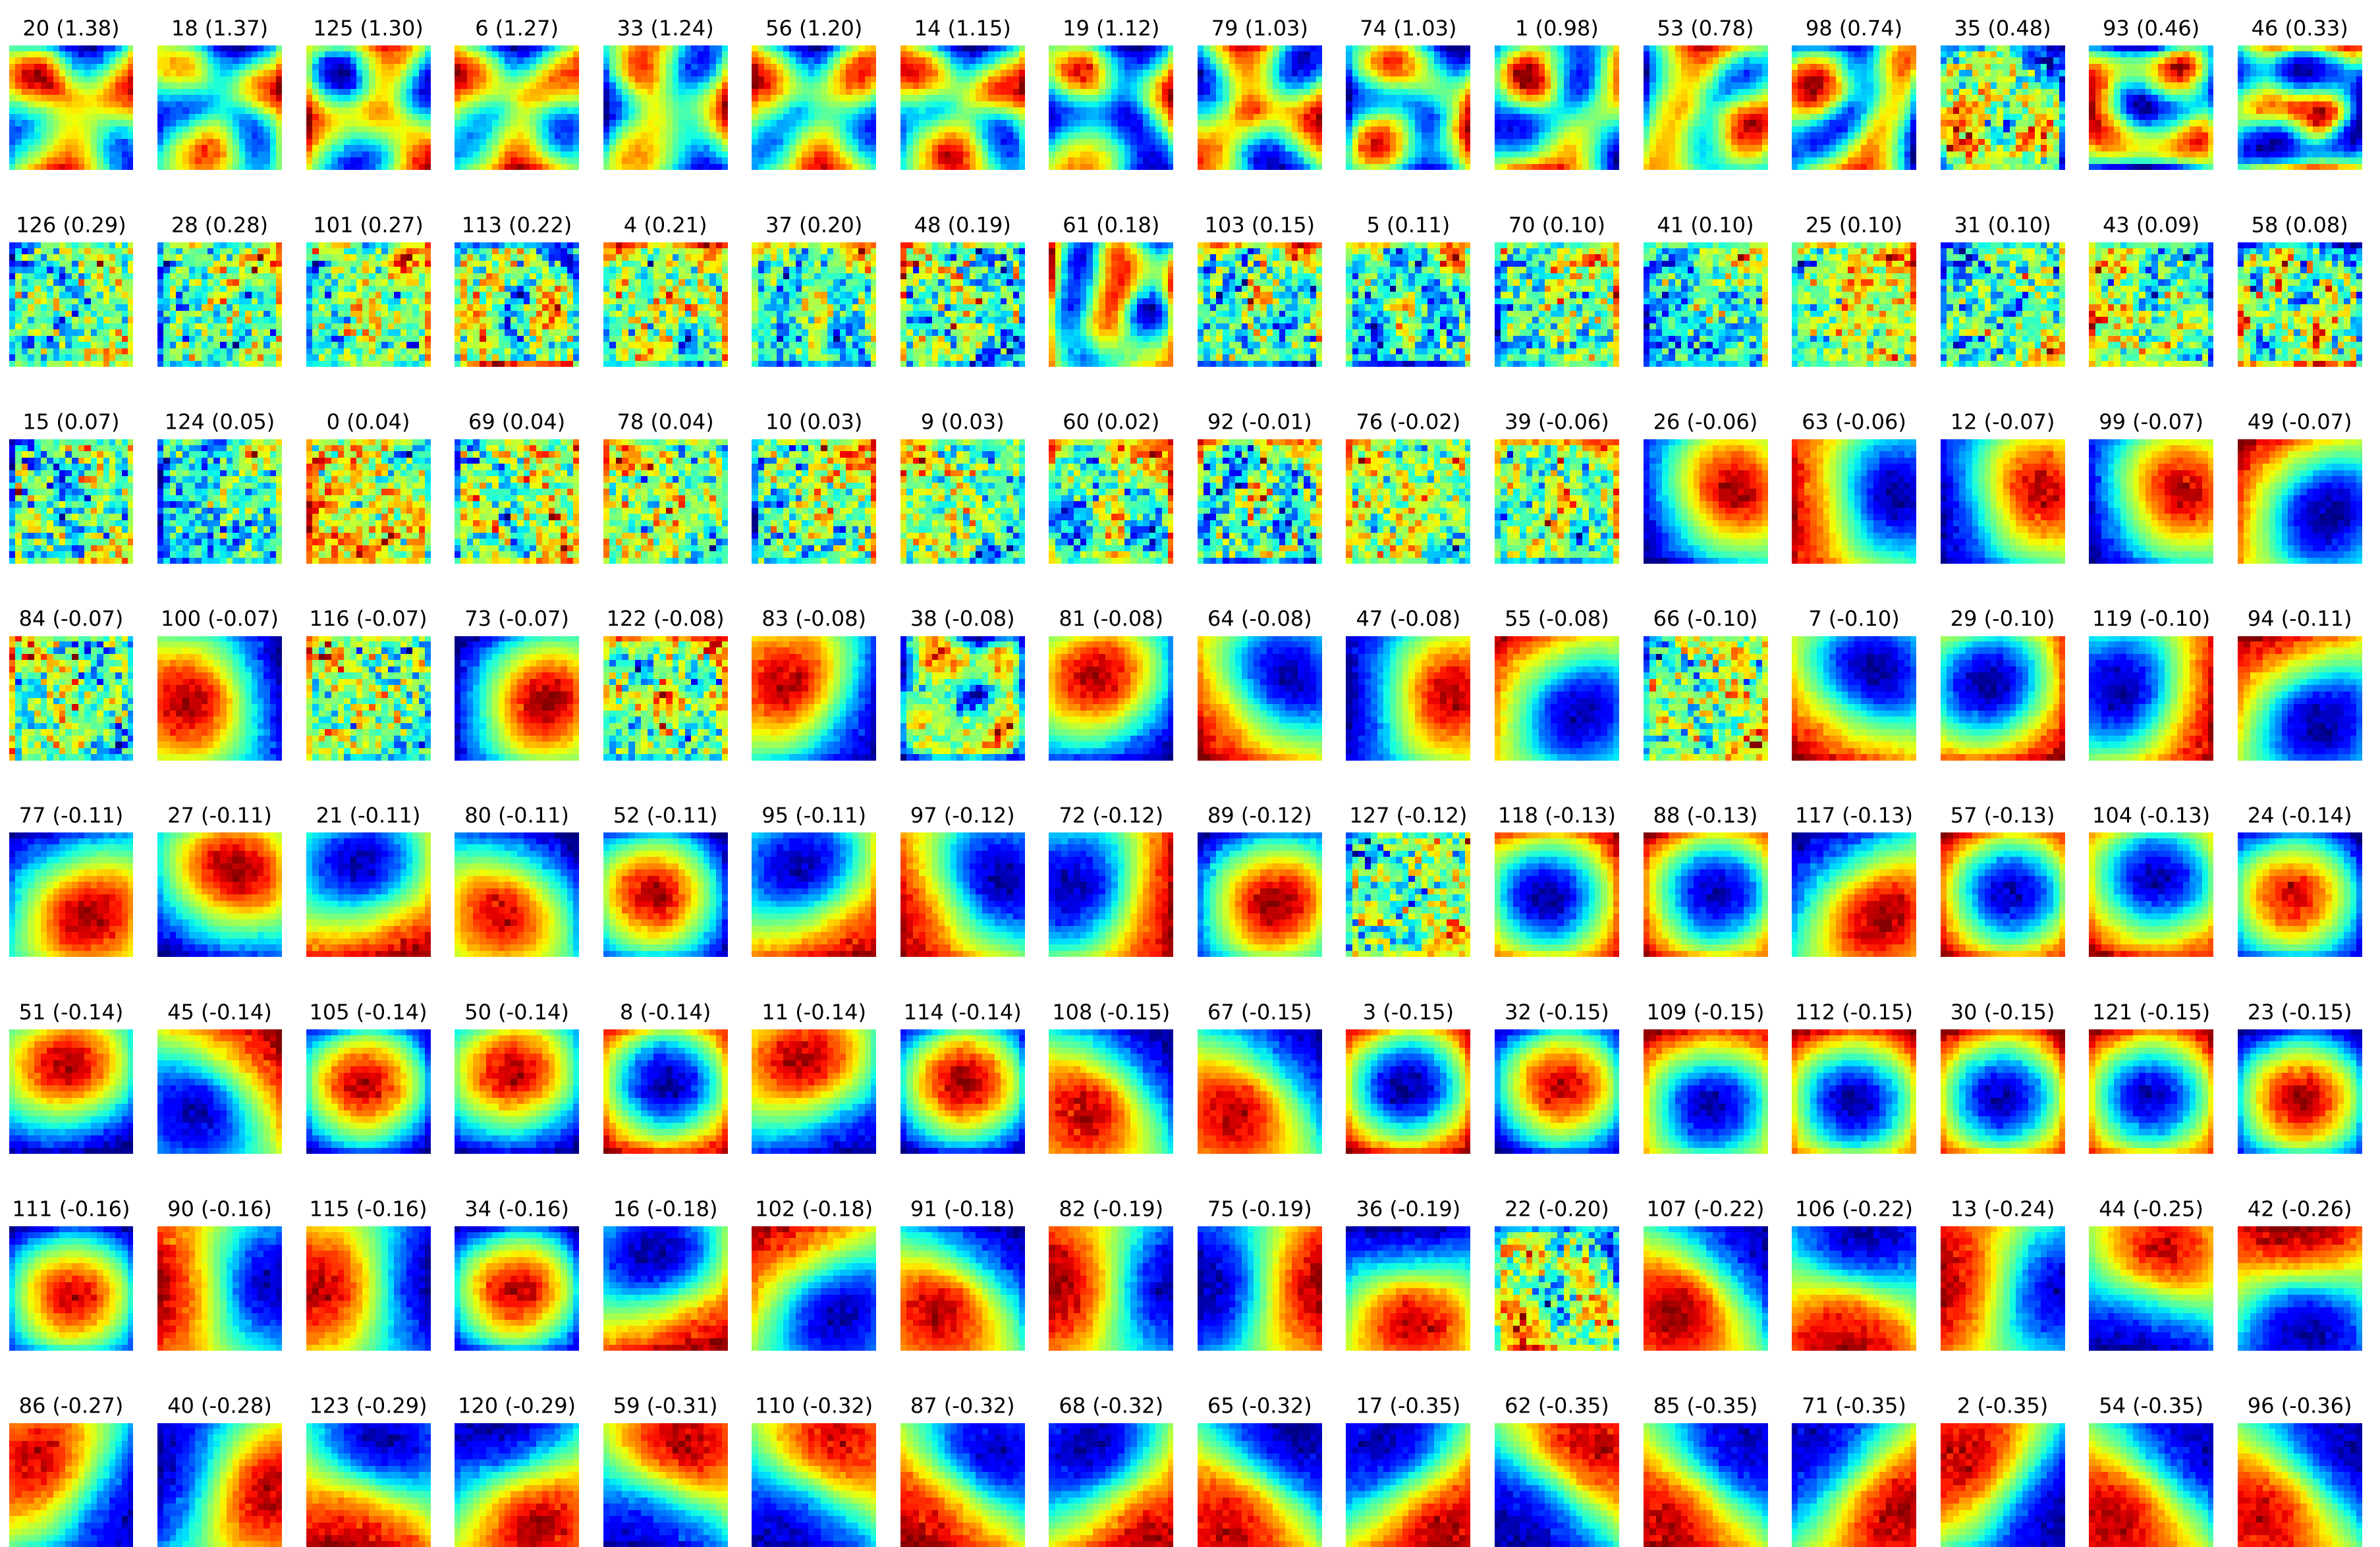 20 (1.38) 18 (1.37) 125 (1.30) 6 (1.27) 33 (1.24) 56 (1.20) 14 (1.15) 19 (1.12) 79 (1.03) 74 (1.03) 1 (0.98) 53 (0.78) 98 (0.74) 35 (0.48) 93 (0.46) 46 (0.33)
126 (0.29) 28 (0.28) 101 (0.27) 113 (0.22) 4 (0.21) 37 (0.20) 48 (0.19) 61 (0.18) 103 (0.15) 5 (0.11) 70 (0.10) 41 (0.10) 25 (0.10) 31 (0.10) 43 (0.09) 58 (0.08)
15 (0.07) 124 (0.05) 0 (0.04) 69 (0.04) 78 (0.04) 10 (0.03) 9 (0.03) 60 (0.02) 92 (-0.01) 76 (-0.02) 39 (-0.06) 26 (-0.06) 63 (-0.06) 12 (-0.07) 99 (-0.07) 49 (-0.07)
84 (-0.07) 100 (-0.07) 116 (-0.07) 73 (-0.07) 122 (-0.08) 83 (-0.08) 38 (-0.08) 81 (-0.08) 64 (-0.08) 47 (-0.08) 55 (-0.08) 66 (-0.10) 7 (-0.10) 29 (-0.10) 119 (-0.10) 94 (-0.11)
77 (-0.11) 27 (-0.11) 21 (-0.11) 80 (-0.11) 52 (-0.11) 95 (-0.11) 97 (-0.12) 72 (-0.12) 89 (-0.12) 127 (-0.12) 118 (-0.13) 88 (-0.13) 117 (-0.13) 57 (-0.13) 104 (-0.13) 24 (-0.14)
51 (-0.14) 45 (-0.14) 105 (-0.14) 50 (-0.14) 8 (-0.14) 11 (-0.14) 114 (-0.14) 108 (-0.15) 67 (-0.15) 3 (-0.15) 32 (-0.15) 109 (-0.15) 112 (-0.15) 30 (-0.15) 121 (-0.15) 23 (-0.15)
111 (-0.16) 90 (-0.16) 115 (-0.16) 34 (-0.16) 16 (-0.18) 102 (-0.18) 91 (-0.18) 82 (-0.19) 75 (-0.19) 36 (-0.19) 22 (-0.20) 107 (-0.22) 106 (-0.22) 13 (-0.24) 44 (-0.25) 42 (-0.26)
86 (-0.27) 40 (-0.28) 123 (-0.29) 120 (-0.29) 59 (-0.31) 110 (-0.32) 87 (-0.32) 68 (-0.32) 65 (-0.32) 17 (-0.35) 62 (-0.35) 85 (-0.35) 71 (-0.35) 2 (-0.35) 54 (-0.35) 96 (-0.36)